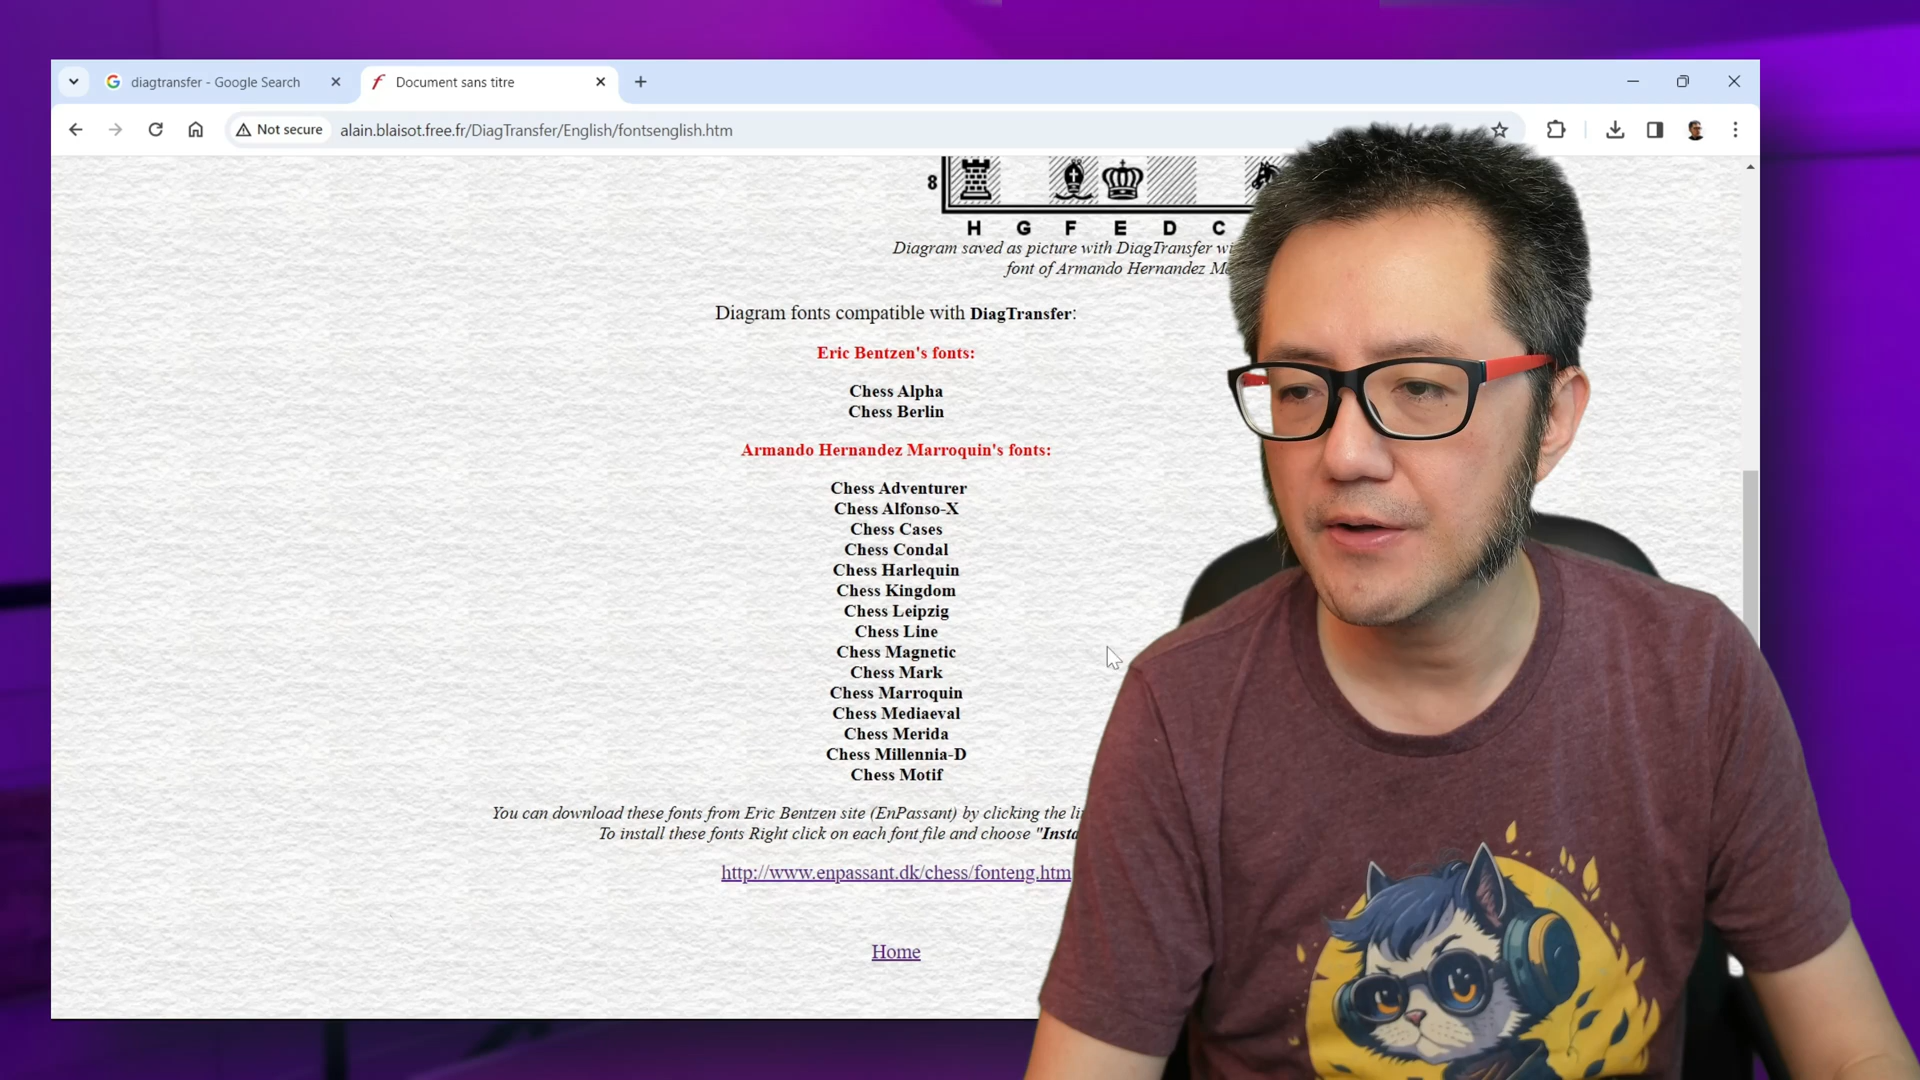 diagtransfer - Google Search
Document sans titre
Not secure
alain.blaisot.free.fr/DiagTransfer/English/fontsenglish.htm
8
H G F E D C
Diagram saved as picture with DiagTransfer
font of Armando Hernandez
Diagram fonts compatible with DiagTransfer:
Eric Bentzen's fonts:
Chess Alpha
Chess Berlin
Armando Hernandez Marroquin's fonts:
Chess Adventurer
Chess Alfonso-X
Chess Cases
Chess Condal
Chess Harlequin
Chess Kingdom
Chess Leipzig
Chess Line
Chess Magnetic
Chess Mark
Chess Marroquin
Chess Mediaeval
Chess Merida
Chess Millennia-D
Chess Motif
You can download these fonts from Eric Bentzen site (EnPassant) by clicking the
To install these fonts Right click on each font file and choose
http://www.enpassant.dk/chess/fonteng.htm
Home